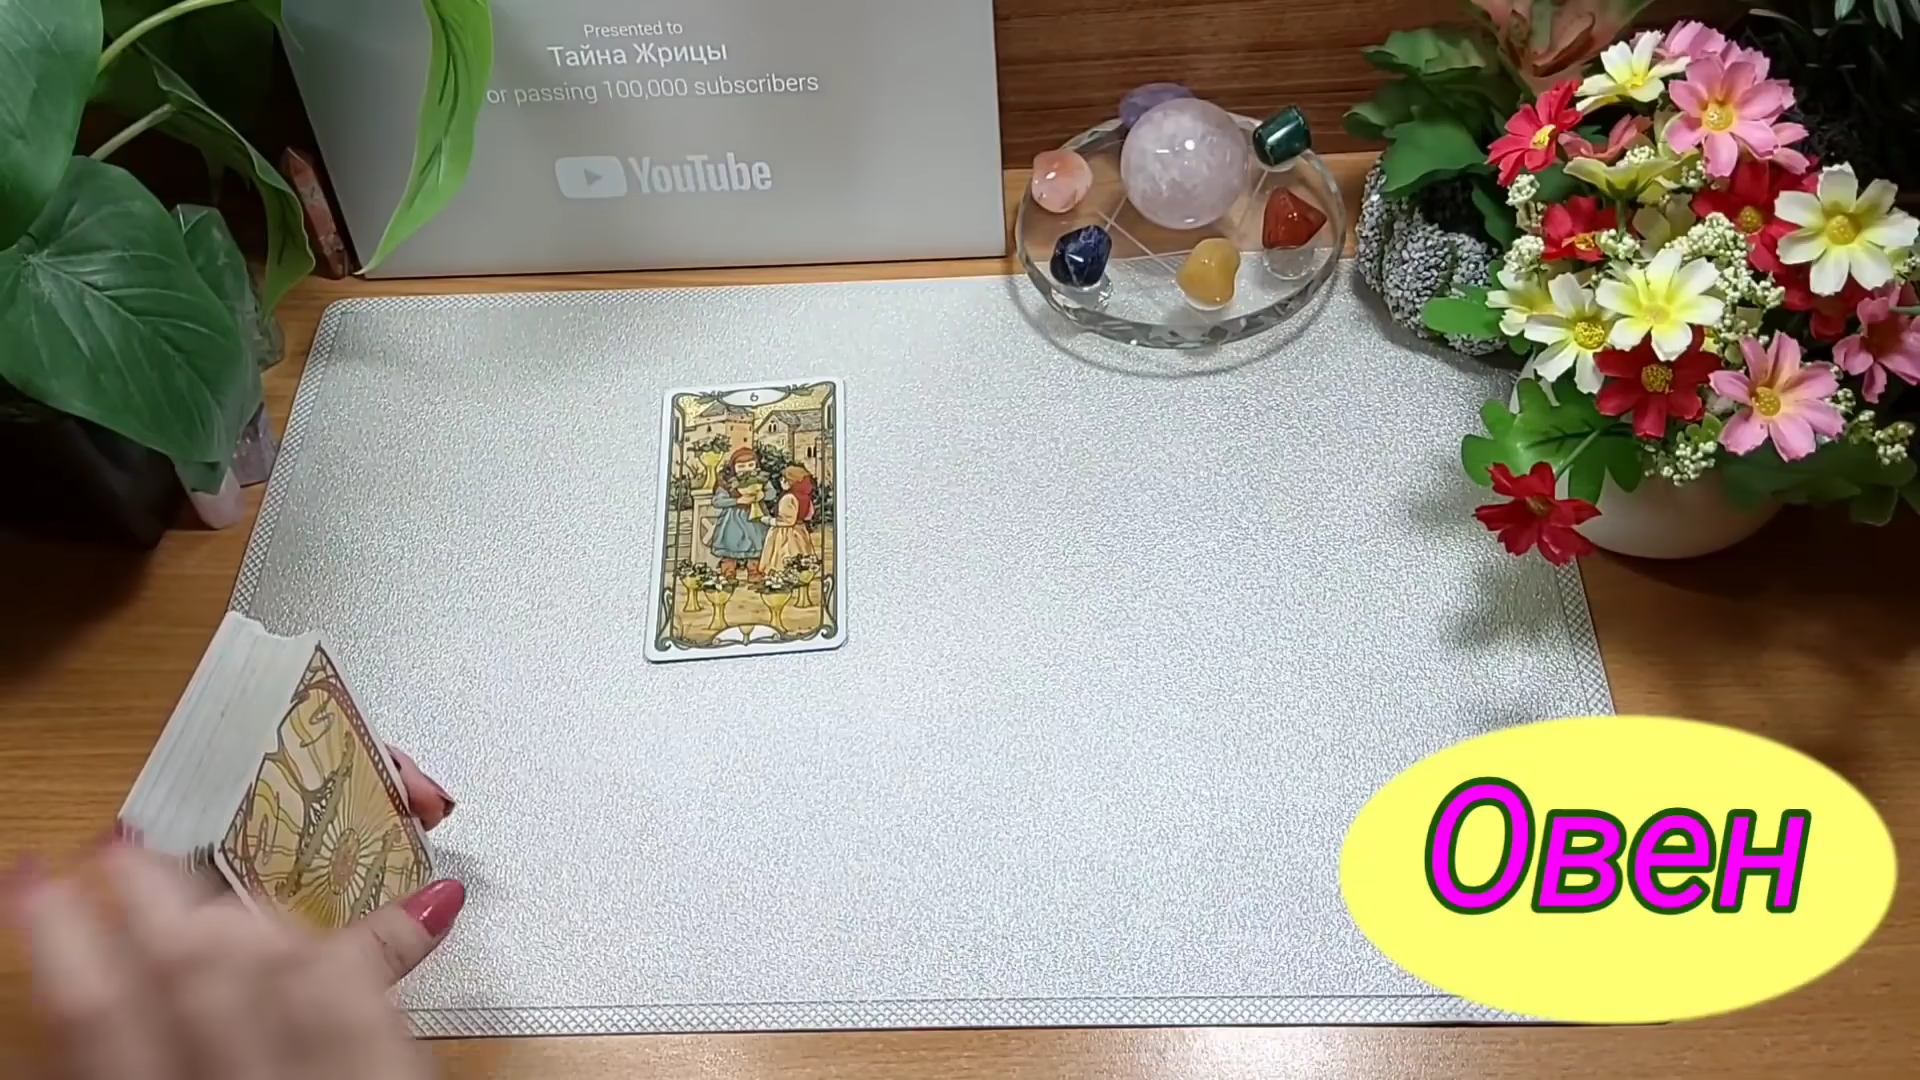 Presented to
Тайна Жрицы
or passing 100,000 subscribers
YouTube
6
Овен